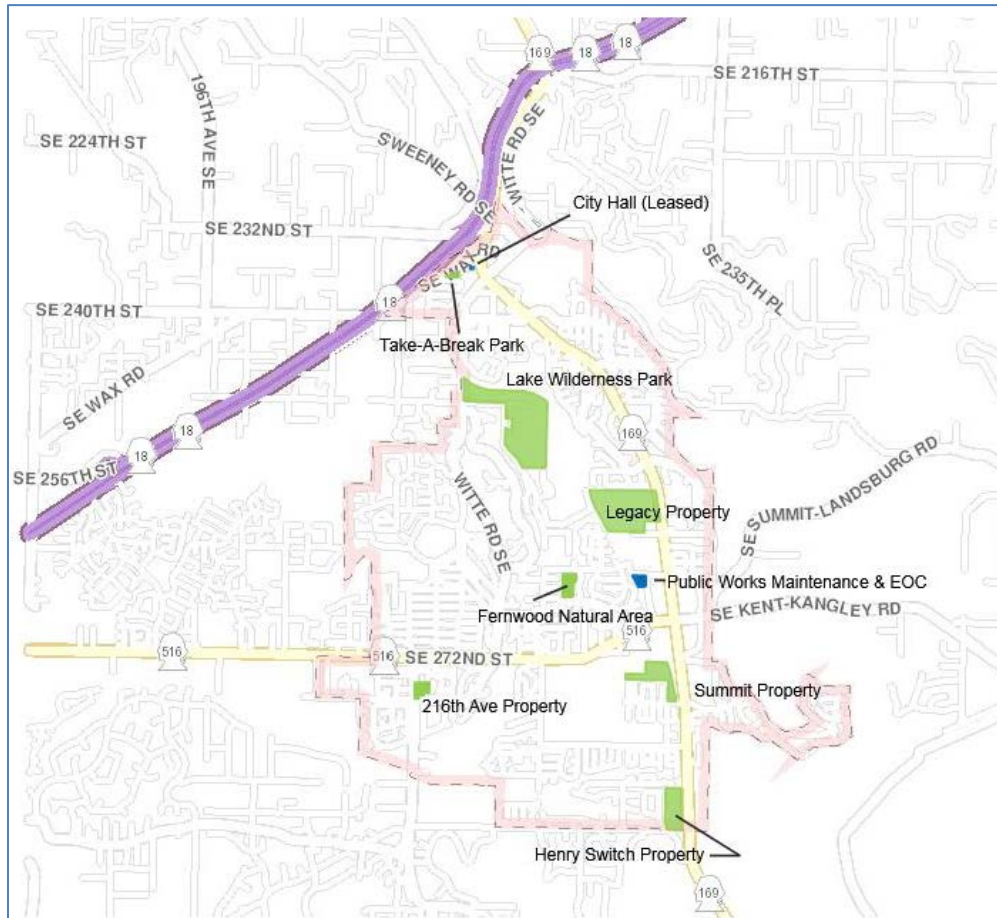 169
18
18
SE 216TH ST
196TH AVE SE
SE 224TH ST
SWEENEY RD SE
WITTE RD SE
City Hall (Leased)
SE 232ND ST
SE WAX RD
SE 235TH PL
18
SE 240TH ST
Take-A-Break Park
SE WAX RD
Lake Wilderness Park
18
169
18
SE 256TH ST
WITTE RD SE
SE SUMMIT-LANDSBURG RD
Legacy Property
Public Works Maintenance & EOC
Fernwood Natural Area
SE KENT-KANGLEY RD
516
516
516
SE 272ND ST
Summit Property
216th Ave Property
Henry Switch Property
169